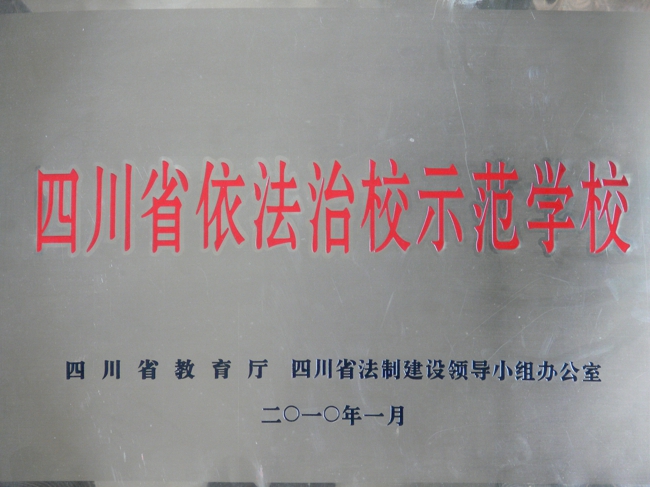 四川省依法治校示范学校
四川省教育厅 四川省法制建设领导小组办公室
二〇一〇年一月